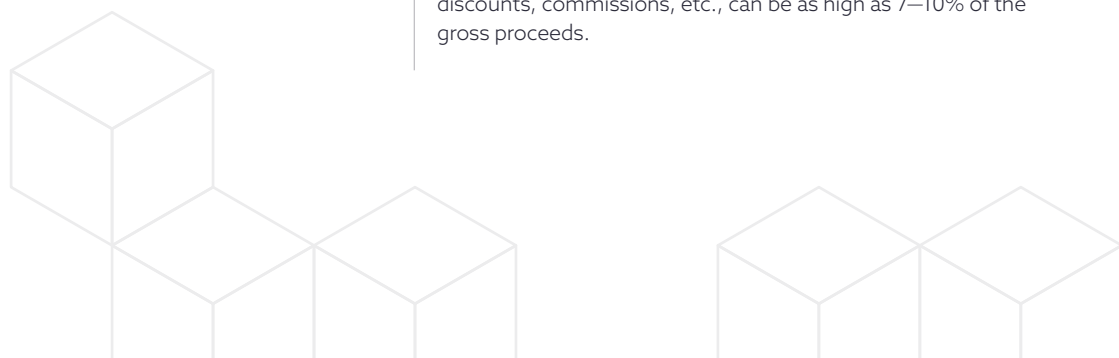 discounts, commissions, etc., can be as high as 7–10% of the
gross proceeds.